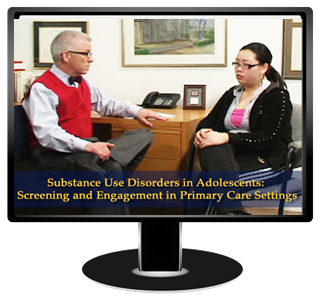 Substance Use Disorders in Adolescents:
Screening and Engagement in Primary Care Settings